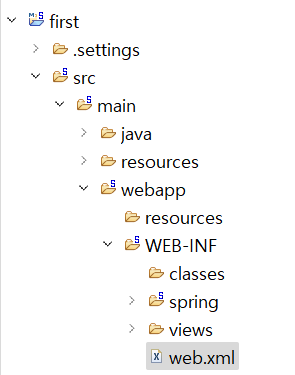 first
.settings
src
main
java
resources
webapp
resources
WEB-INF
classes
spring
views
web.xml